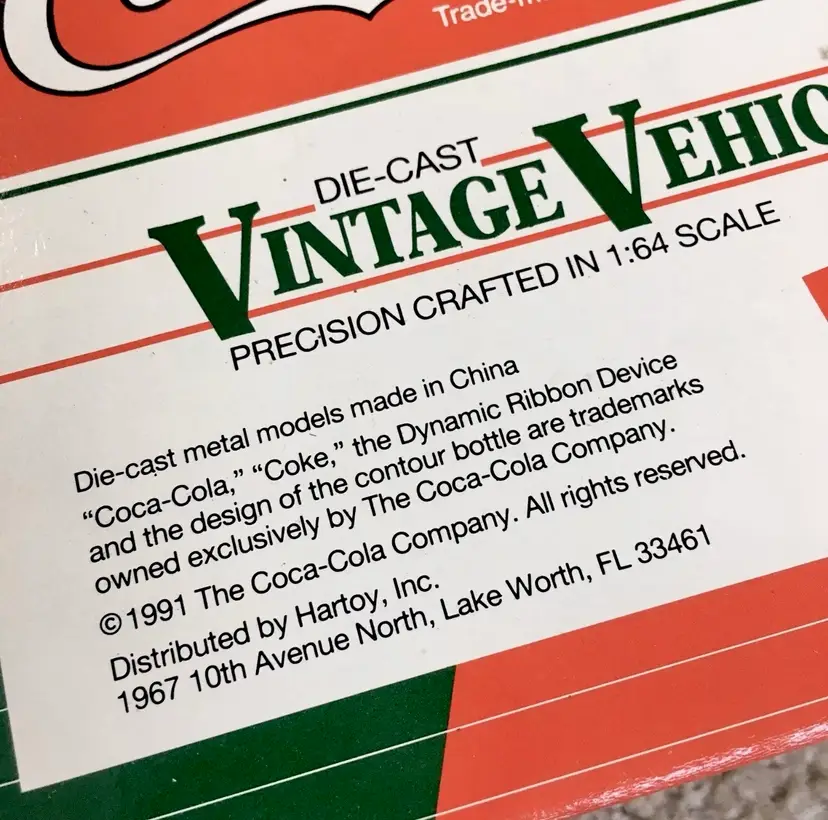 DIE-CAST
VINTAGE
PRECISION CRAFTED IN 1:64 SCALE
Die-cast metal models made in China
“Coca-Cola,” “Coke,” the Dynamic Ribbon Device
and the design of the contour bottle are trademarks
owned exclusively by The Coca-Cola Company.
©1991 The Coca-Cola Company. All rights reserved.
Distributed by Hartoy, Inc.
1967 10th Avenue North, Lake Worth, FL 33461